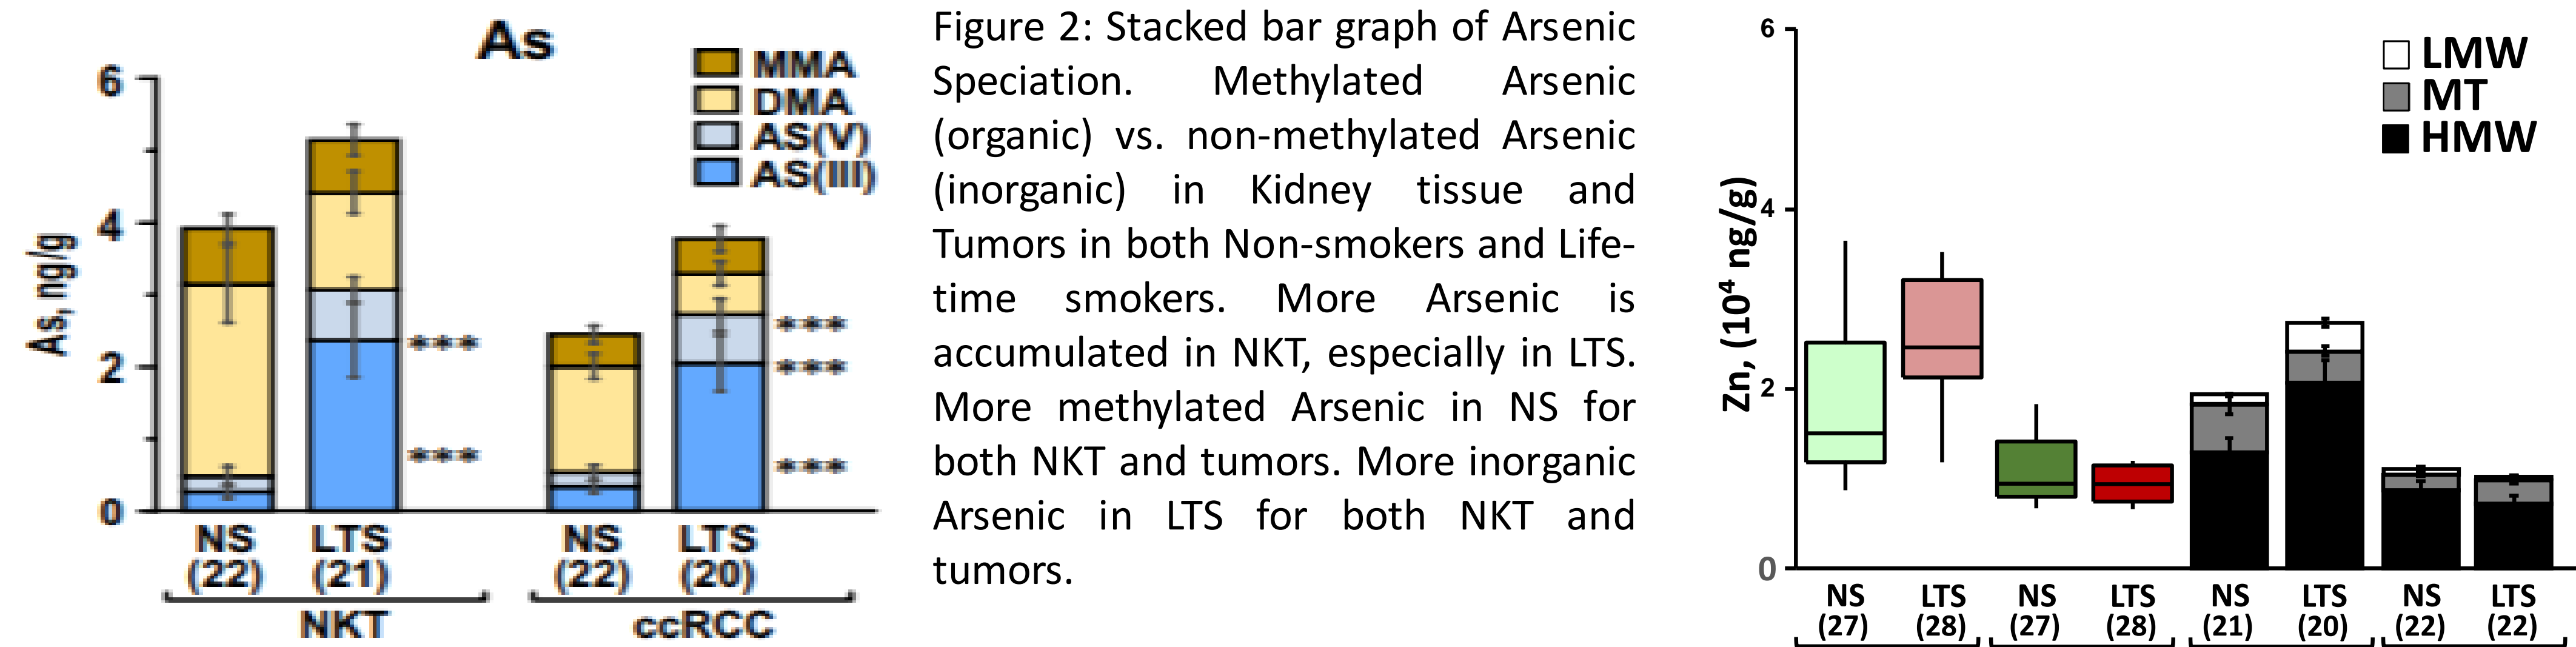 As
MMA
DMA
AS(V)
AS(III)
As, ng/g
6
4
2
0
NS
(22)
LTS
(21)
NS
(22)
LTS
(20)
***
***
***
***
***
NKT
ccRCC
Figure 2: Stacked bar graph of Arsenic
Speciation. Methylated Arsenic
(organic) vs. non-methylated Arsenic
(inorganic) in Kidney tissue and
Tumors in both Non-smokers and Life-
time smokers. More Arsenic is
accumulated in NKT, especially in LTS.
More methylated Arsenic in NS for
both NKT and tumors. More inorganic
Arsenic in LTS for both NKT and
tumors.
LMW
MT
HMW
Zn, (10⁴ ng/g)
6
4
2
0
NS
(27)
LTS
(28)
NS
(27)
LTS
(28)
NS
(21)
LTS
(20)
NS
(22)
LTS
(22)